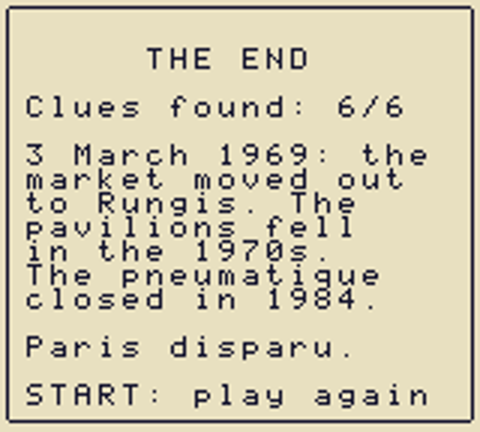 THE END
Clues found: 6/6
3 March 1969: the
market moved out
to Rungis. The
pavilions fell
in the 1970s.
The pneumatique
closed in 1984.
Paris disparu.
START: play again